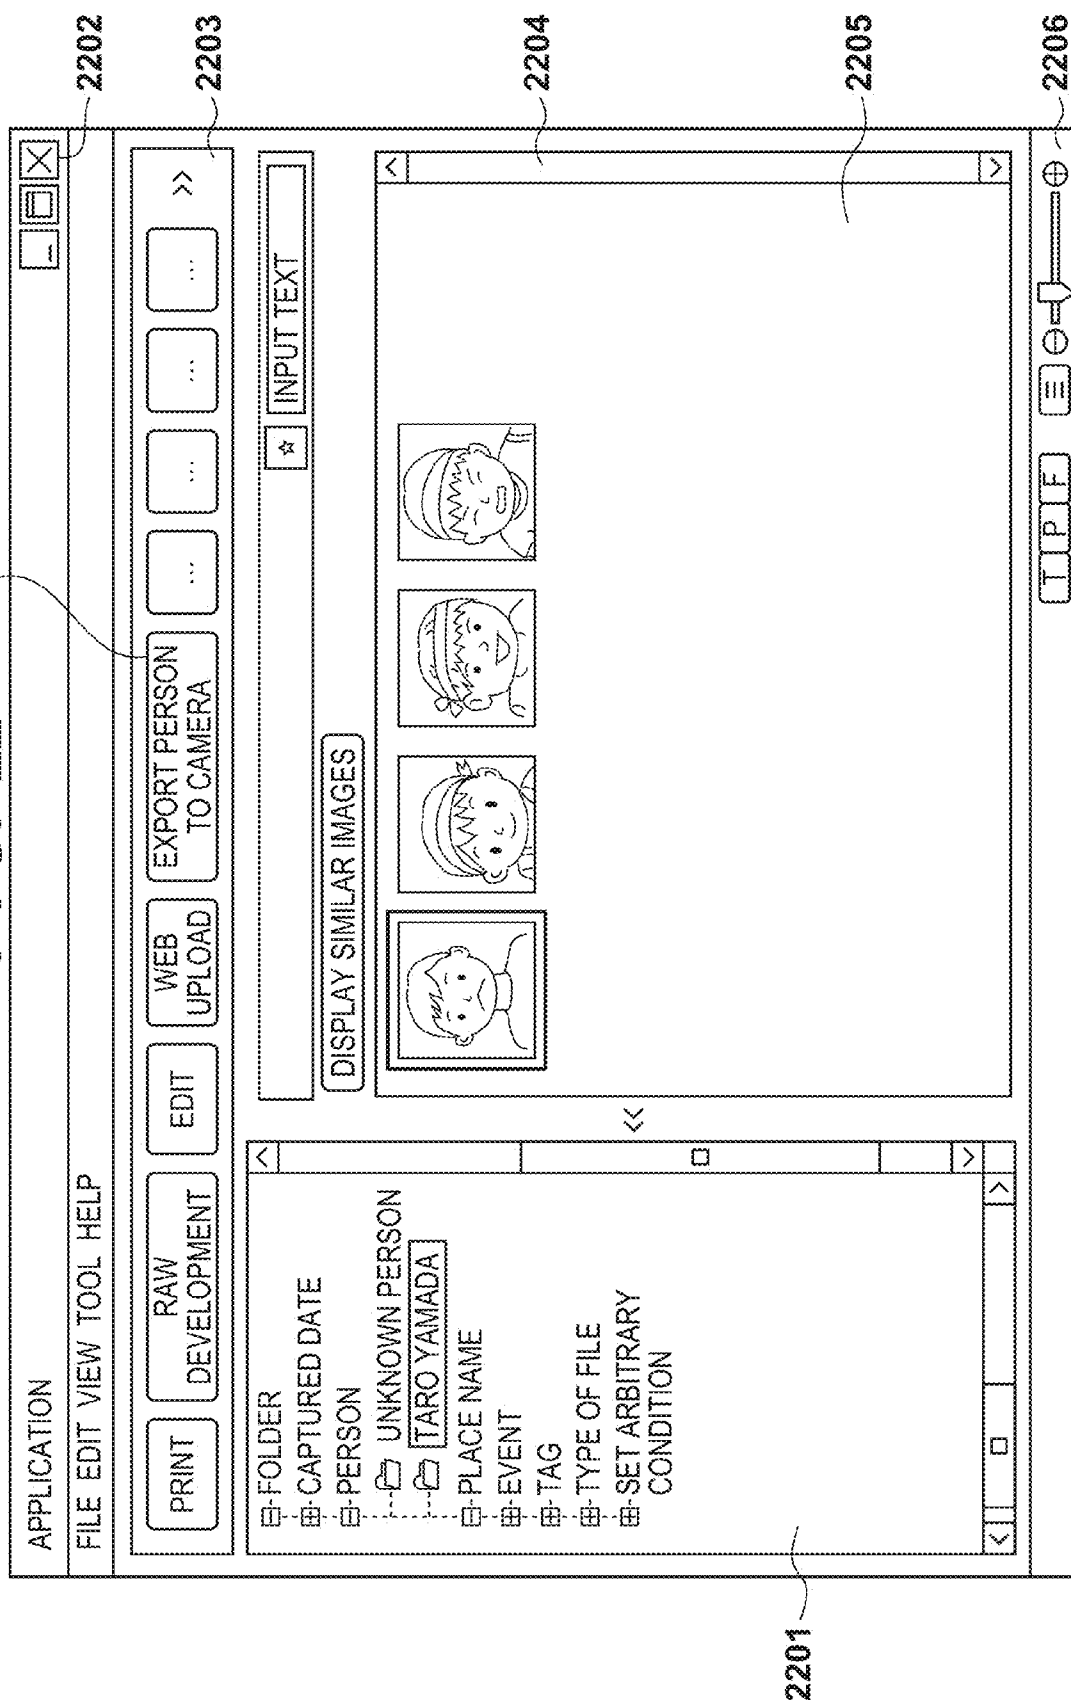 2202
2203
2204
2205
2206
2201
APPLICATION
FILE EDIT VIEW TOOL HELP
PRINT
RAW
DEVELOPMENT
EDIT
WEB
UPLOAD
EXPORT PERSON
TO CAMERA
...
...
...
...
INPUT TEXT
DISPLAY SIMILAR IMAGES
FOLDER
CAPTURED DATE
PERSON
UNKNOWN PERSON
TARO YAMADA
PLACE NAME
EVENT
TAG
TYPE OF FILE
SET ARBITRARY
CONDITION
T P F